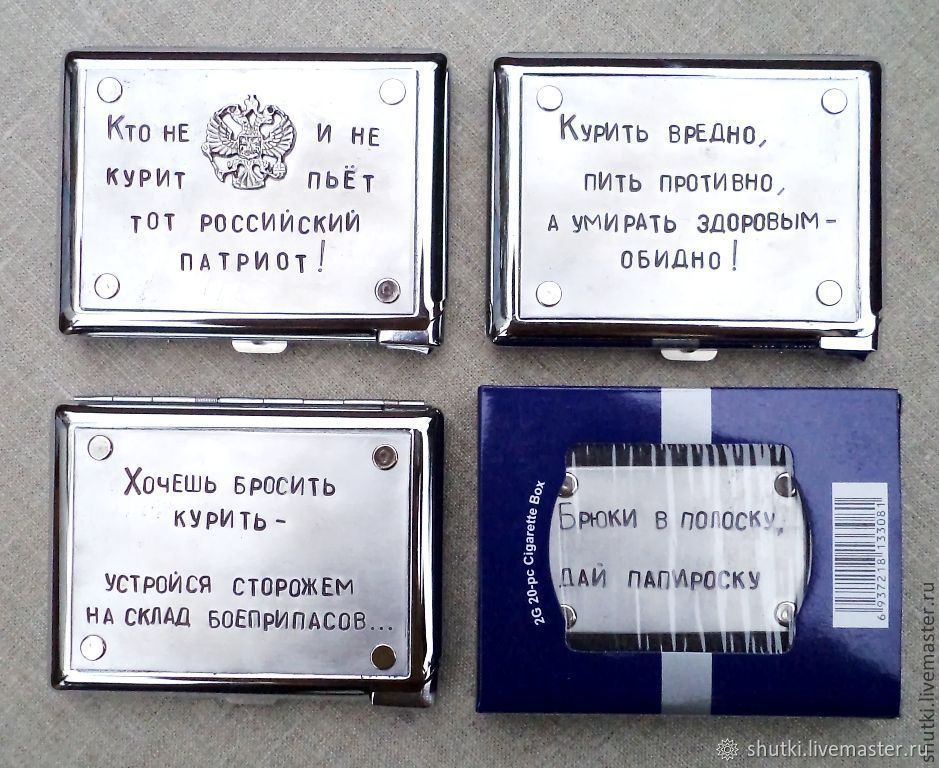 Кто не и не
курит пьёт
тот российский
патриот!
Курить вредно,
пить противно,
а умирать здоровым -
обидно!
Хочешь бросить
курить -
устройся сторожем
на склад боеприпасов...
2G 20-pc Cigarette Box
Брюки в полоску,
дай папироску
6937218133081
shutki.livemaster.ru
shutki.livemaster.ru